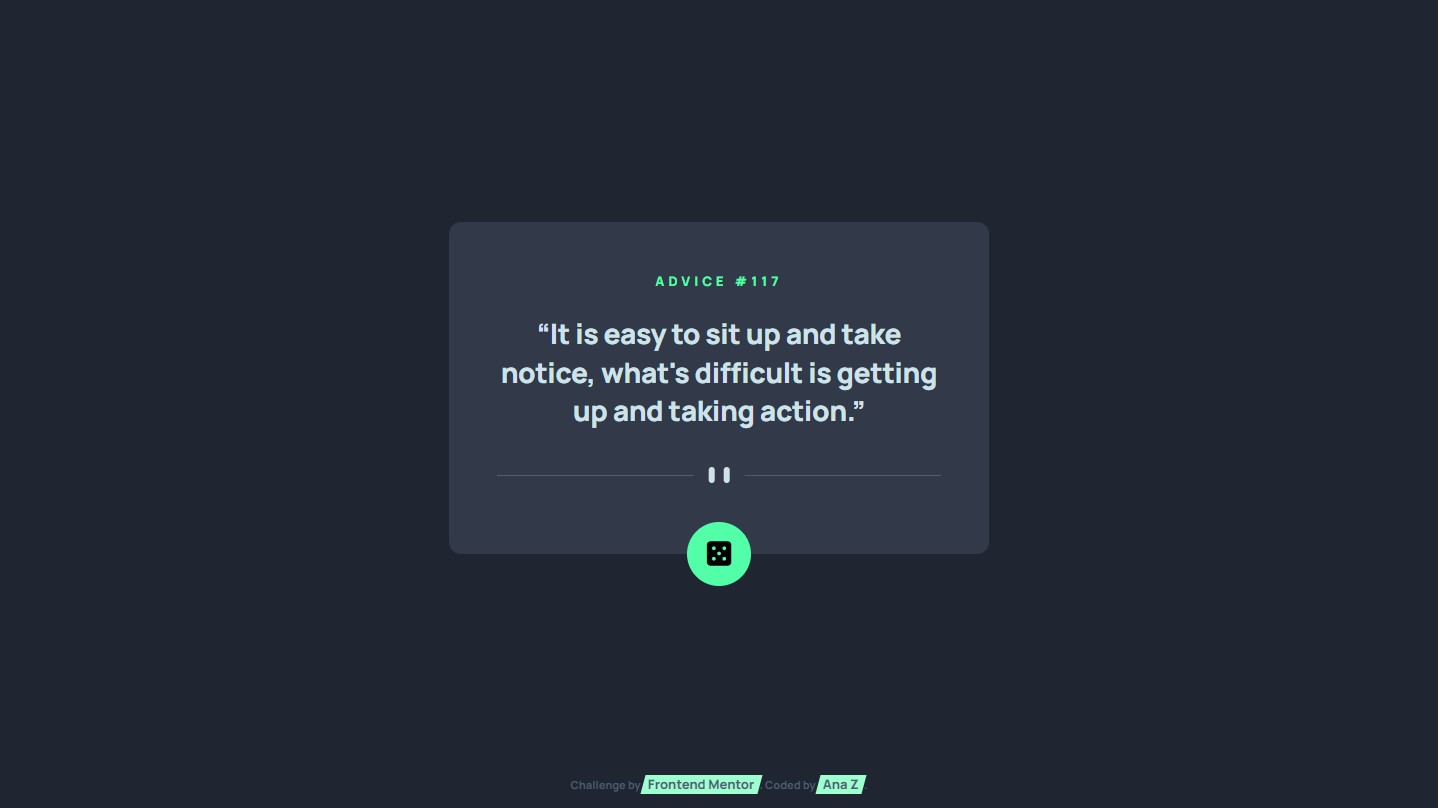 ADVICE #117
“It is easy to sit up and take
notice, what's difficult is getting
up and taking action.”
Challenge by Frontend Mentor. Coded by Ana Z.